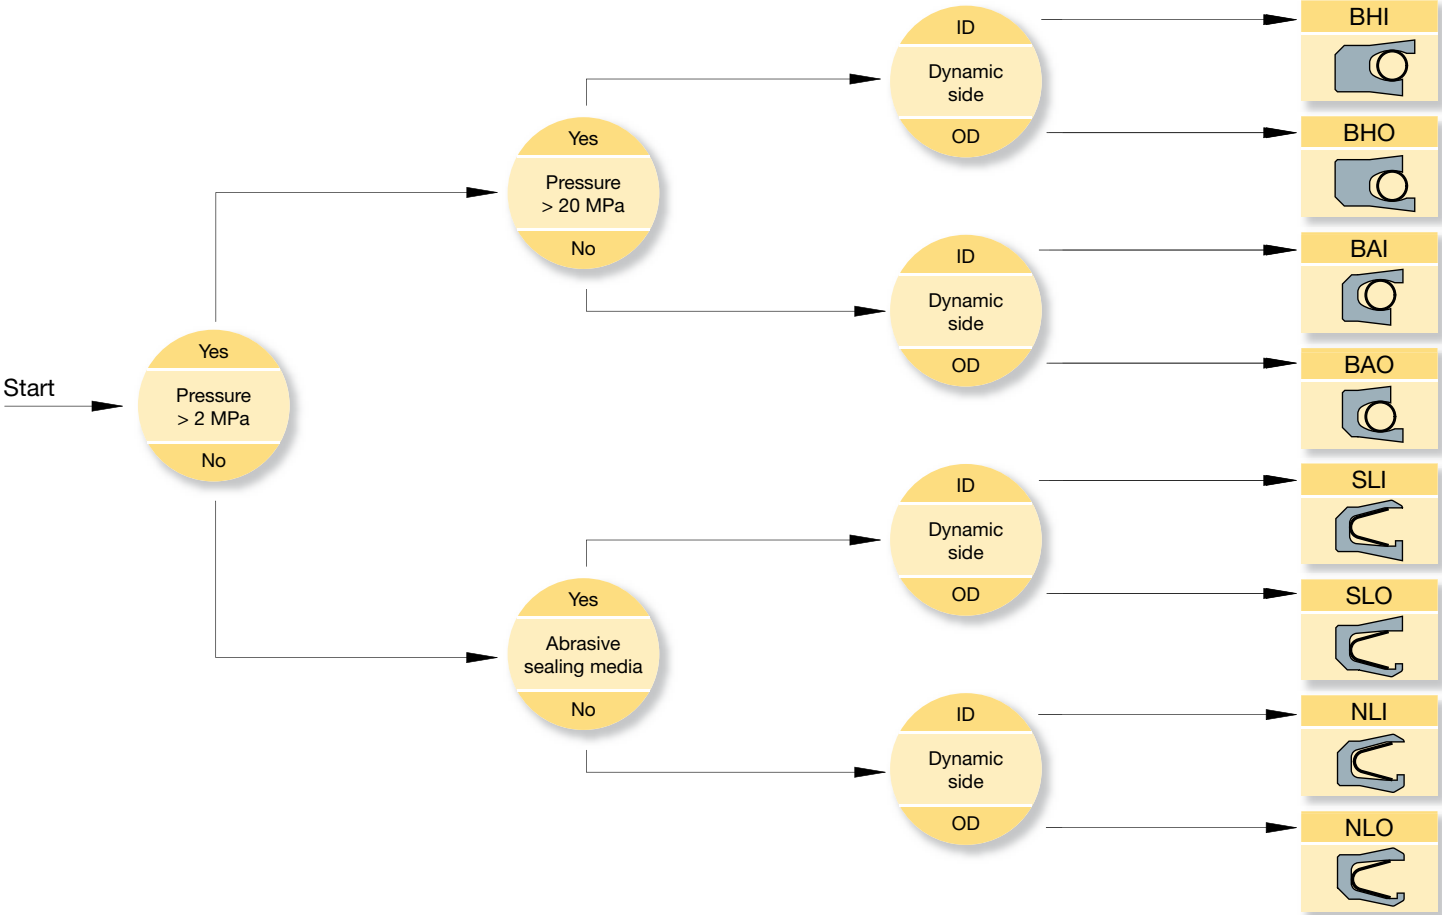 Start
Yes
Pressure
> 2 MPa
No
Yes
Pressure
> 20 MPa
No
Yes
Abrasive
sealing media
No
ID
Dynamic
side
OD
ID
Dynamic
side
OD
ID
Dynamic
side
OD
ID
Dynamic
side
OD
BHI
BHO
BAI
BAO
SLI
SLO
NLI
NLO